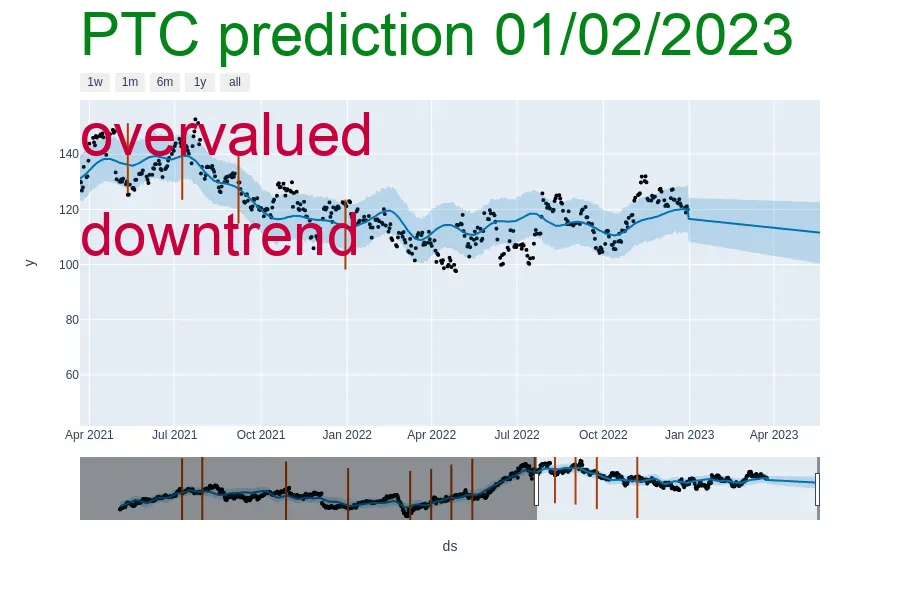 PTC prediction 01/02/2023
1w 1m 6m 1y all
overvalued
140
120
downtrend
100
y
80
60
Apr 2021 Jul 2021 Oct 2021 Jan 2022 Apr 2022 Jul 2022 Oct 2022 Jan 2023 Apr 2023
ds